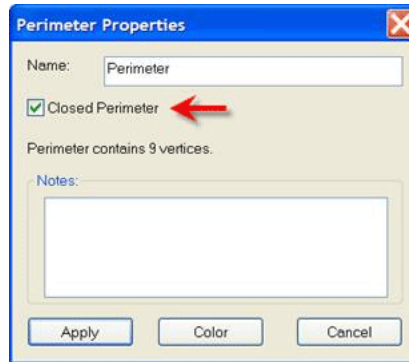 Perimeter Properties
Name: Perimeter
Closed Perimeter
Perimeter contains 9 vertices.
Notes:
Apply Color Cancel